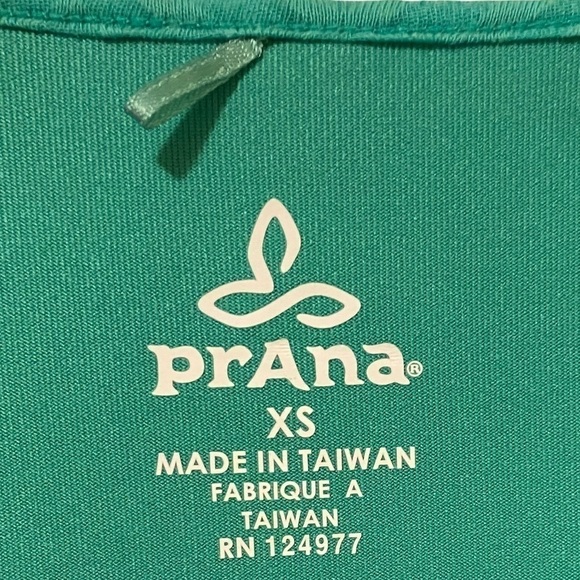 prAna®
XS
MADE IN TAIWAN
FABRIQUE A
TAIWAN
RN 124977